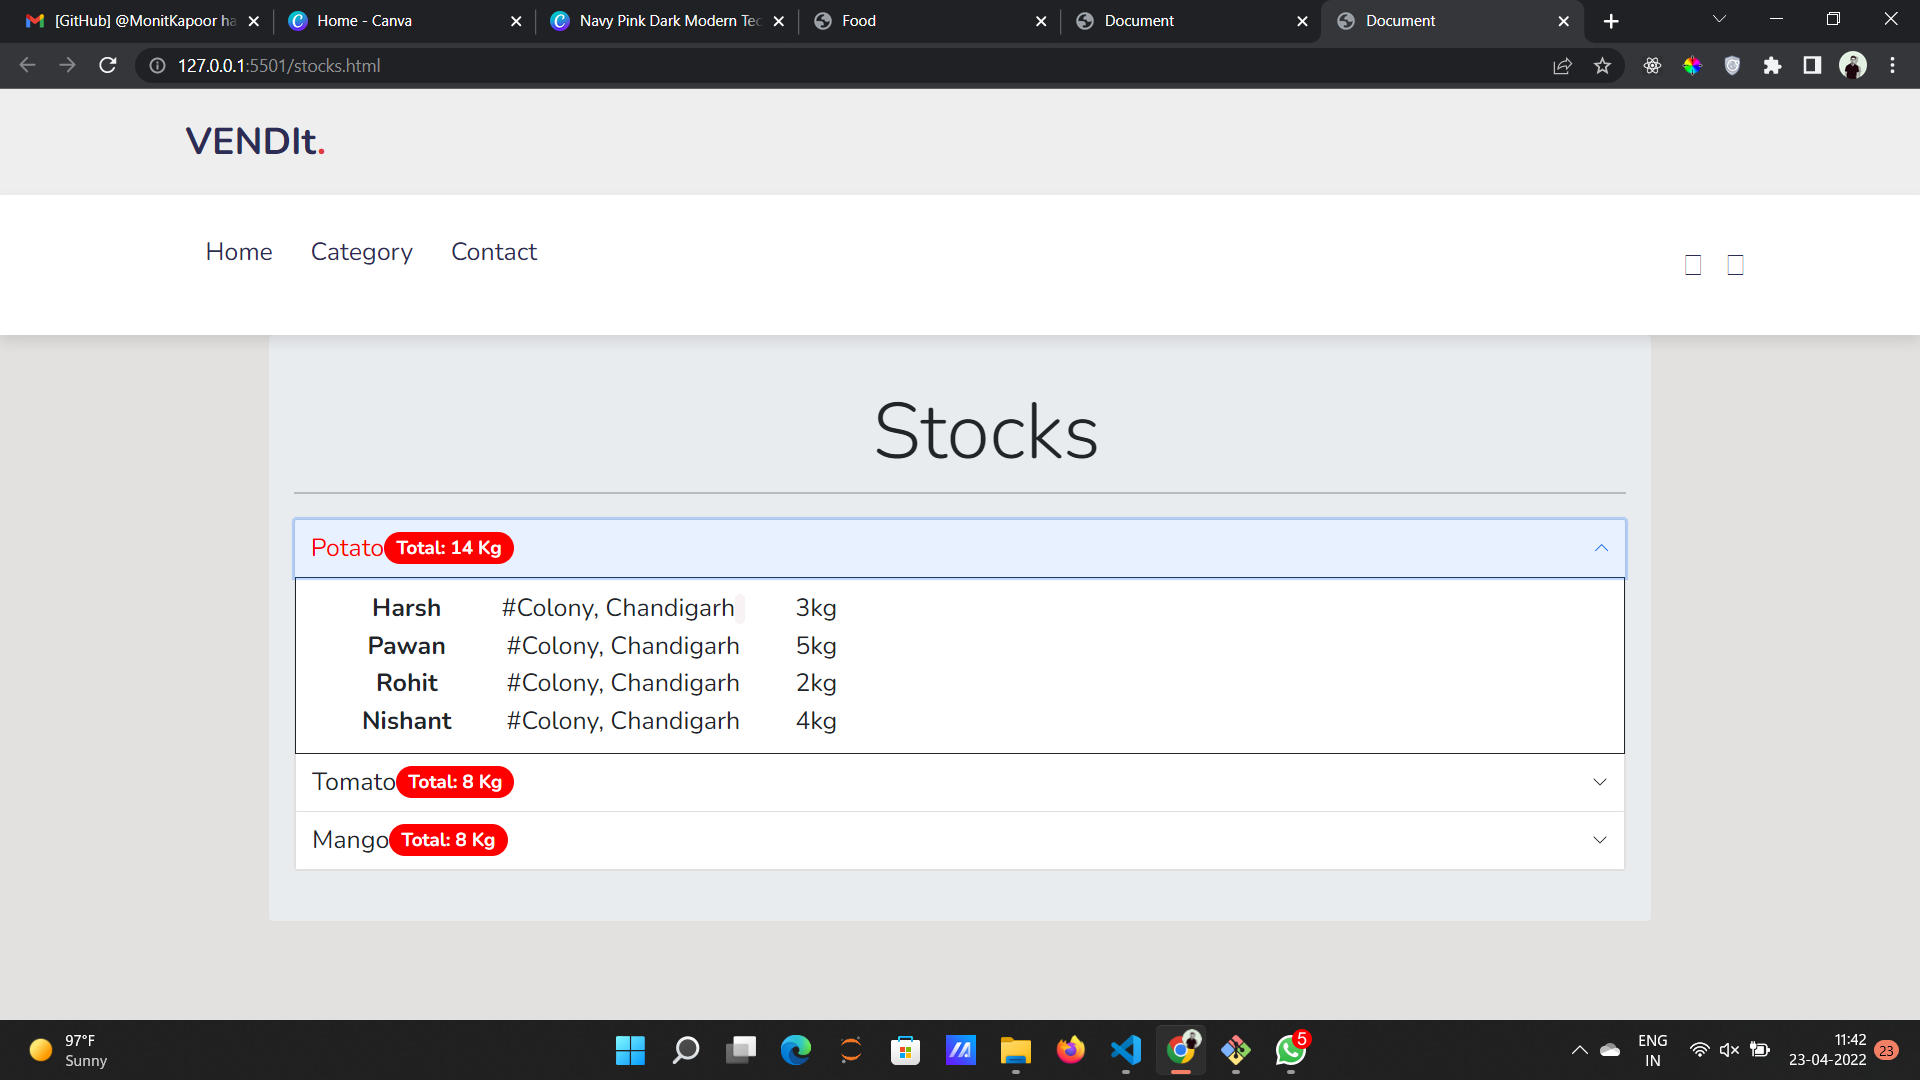 [GitHub] @MonitKapoor ha
Home - Canva
Navy Pink Dark Modern Tec
Food
Document
Document
127.0.0.1:5501/stocks.html
VENDIt.
Home Category Contact
Stocks
Potato Total: 14 Kg
Harsh #Colony, Chandigarh 3kg
Pawan #Colony, Chandigarh 5kg
Rohit #Colony, Chandigarh 2kg
Nishant #Colony, Chandigarh 4kg
Tomato Total: 8 Kg
Mango Total: 8 Kg
97°F
Sunny
5
ENG
IN
11:42
23-04-2022
23